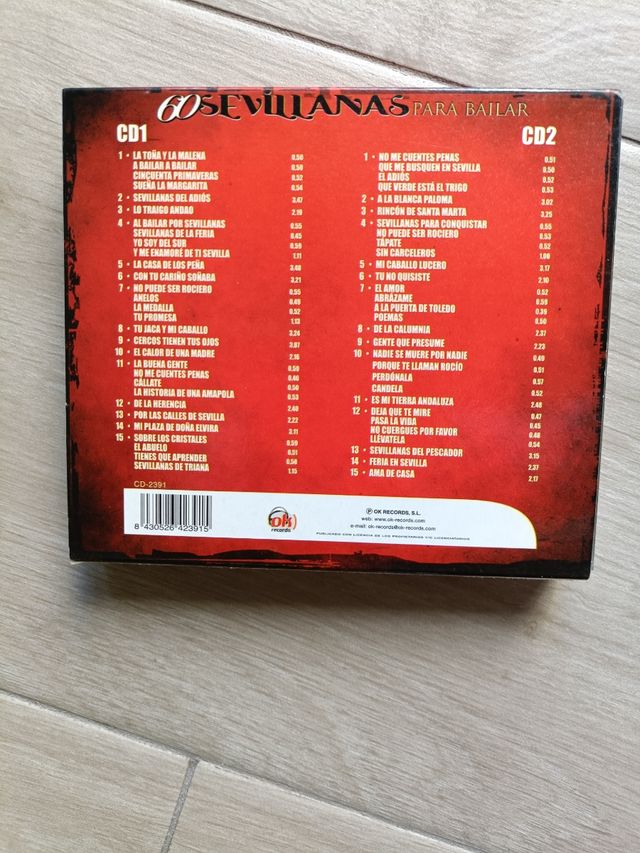 60 SEVILLANAS PARA BAILAR
CD1
1 • LA TOÑA Y LA MALENA 0.50
A BAILAR A BAILAR 0.50
CINCUENTA PRIMAVERAS 0.52
SUEÑA LA MARGARITA 0.54
2 • SEVILLANAS DEL ADIÓS 3.47
3 • LO TRAIGO ANDAO 2.19
4 • AL BAILAR POR SEVILLANAS 0.55
SEVILLANAS DE LA FERIA 0.45
YO SOY DEL SUR 0.59
Y ME ENAMORÉ DE TI SEVILLA 1.11
5 • LA CASA DE LOS PEÑA 3.48
6 • CON TU CARIÑO SOÑABA 3.21
7 • NO PUEDE SER ROCIERO 0.55
ANELOS 0.49
LA MEDALLA 0.52
TU PROMESA 1.13
8 • TU JACA Y MI CABALLO 3.24
9 • CERCOS TIENEN TUS OJOS 3.07
10 • EL CALOR DE UNA MADRE 2.16
11 • LA BUENA GENTE 0.50
NO ME CUENTES PENAS 0.40
CÁLLATE 0.50
LA HISTORIA DE UNA AMAPOLA 0.53
12 • DE LA HERENCIA 2.40
13 • POR LAS CALLES DE SEVILLA 2.22
14 • MI PLAZA DE DOÑA ELVIRA 3.11
15 • SOBRE LOS CRISTALES 0.59
EL ABUELO 0.51
TIENES QUE APRENDER 0.50
SEVILLANAS DE TRIANA 1.15
CD2
1 • NO ME CUENTES PENAS 0.51
QUE ME BUSQUEN EN SEVILLA 0.50
EL ADIÓS 0.52
QUE VERDE ESTÁ EL TRIGO 0.53
2 • A LA BLANCA PALOMA 3.02
3 • RINCÓN DE SANTA MARTA 3.25
4 • SEVILLANAS PARA CONQUISTAR 0.55
NO PUEDE SER ROCIERO 0.53
TÁPATE 0.52
SIN CARCELEROS 1.00
5 • MI CABALLO LUCERO 3.17
6 • TU NO QUISISTE 2.10
7 • EL AMOR 0.52
ABRÁZAME 0.50
A LA PUERTA DE TOLEDO 0.39
POEMAS 0.50
8 • DE LA CALUMNIA 2.37
9 • GENTE QUE PRESUME 2.23
10 • NADIE SE MUERE POR NADIE 0.49
PORQUE TE LLAMAN ROCÍO 0.51
PERDÓNALA 0.57
CANDELA 0.52
11 • ES MI TIERRA ANDALUZA 2.48
12 • DEJA QUE TE MIRE 0.47
PASA LA VIDA 0.45
NO CUERGUES POR FAVOR 0.48
LLÉVATELA 0.54
13 • SEVILLANAS DEL PESCADOR 3.15
14 • FERIA EN SEVILLA 2.37
15 • AMA DE CASA 2.17
CD-2391
8 430526 423915
ok records
℗ OK RECORDS, S.L.
web: www.ok-records.com
e-mail: ok-records@ok-records.com
PUBLICADO CON LICENCIA DE LOS PROPIETARIOS Y/O LICENCIATARIOS